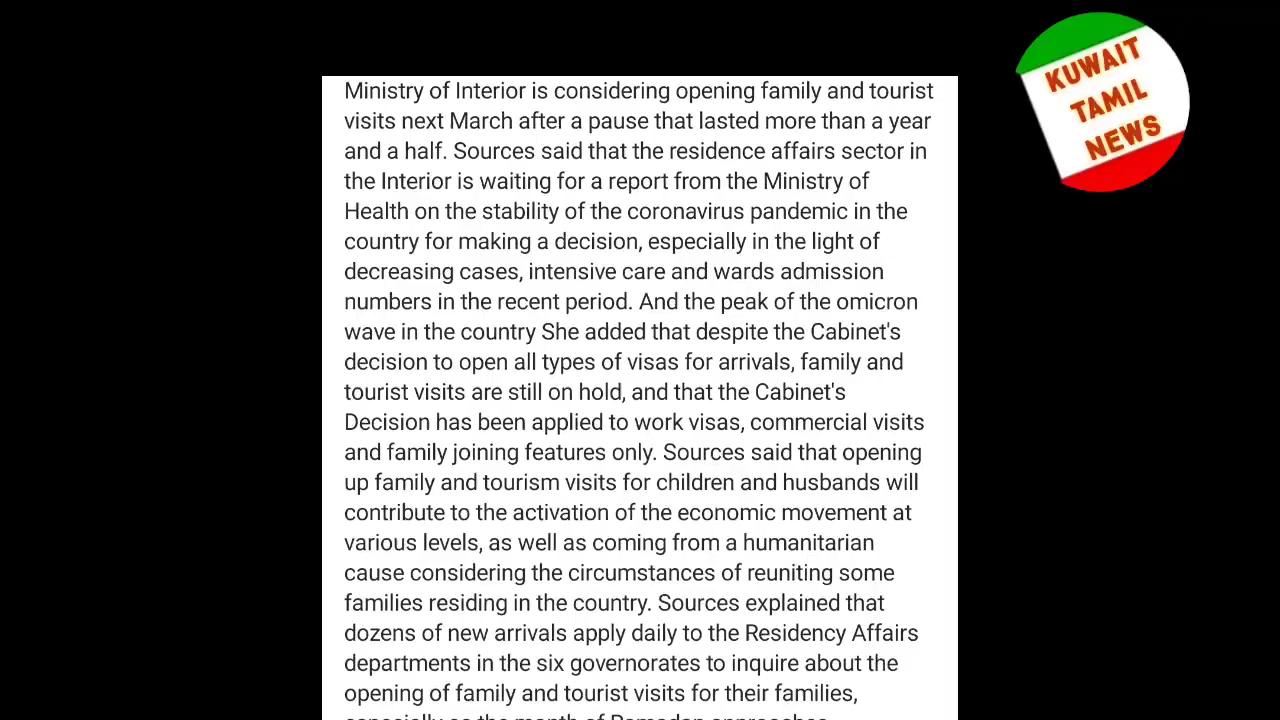 Ministry of Interior is considering opening family and tourist
visits next March after a pause that lasted more than a year
and a half. Sources said that the residence affairs sector in
the Interior is waiting for a report from the Ministry of
Health on the stability of the coronavirus pandemic in the
country for making a decision, especially in the light of
decreasing cases, intensive care and wards admission
numbers in the recent period. And the peak of the omicron
wave in the country She added that despite the Cabinet's
decision to open all types of visas for arrivals, family and
tourist visits are still on hold, and that the Cabinet's
Decision has been applied to work visas, commercial visits
and family joining features only. Sources said that opening
up family and tourism visits for children and husbands will
contribute to the activation of the economic movement at
various levels, as well as coming from a humanitarian
cause considering the circumstances of reuniting some
families residing in the country. Sources explained that
dozens of new arrivals apply daily to the Residency Affairs
departments in the six governorates to inquire about the
opening of family and tourist visits for their families,
especially as the month of Ramadan approaches
KUWAIT
TAMIL
NEWS